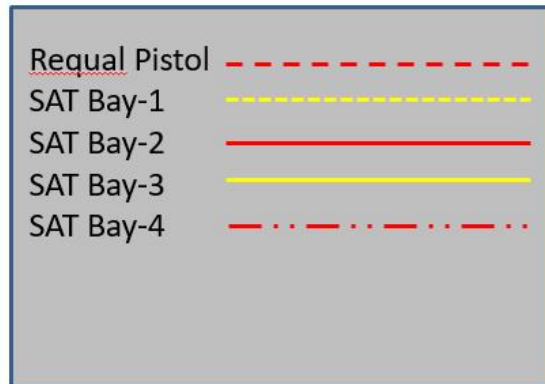 Requal Pistol
SAT Bay-1
SAT Bay-2
SAT Bay-3
SAT Bay-4